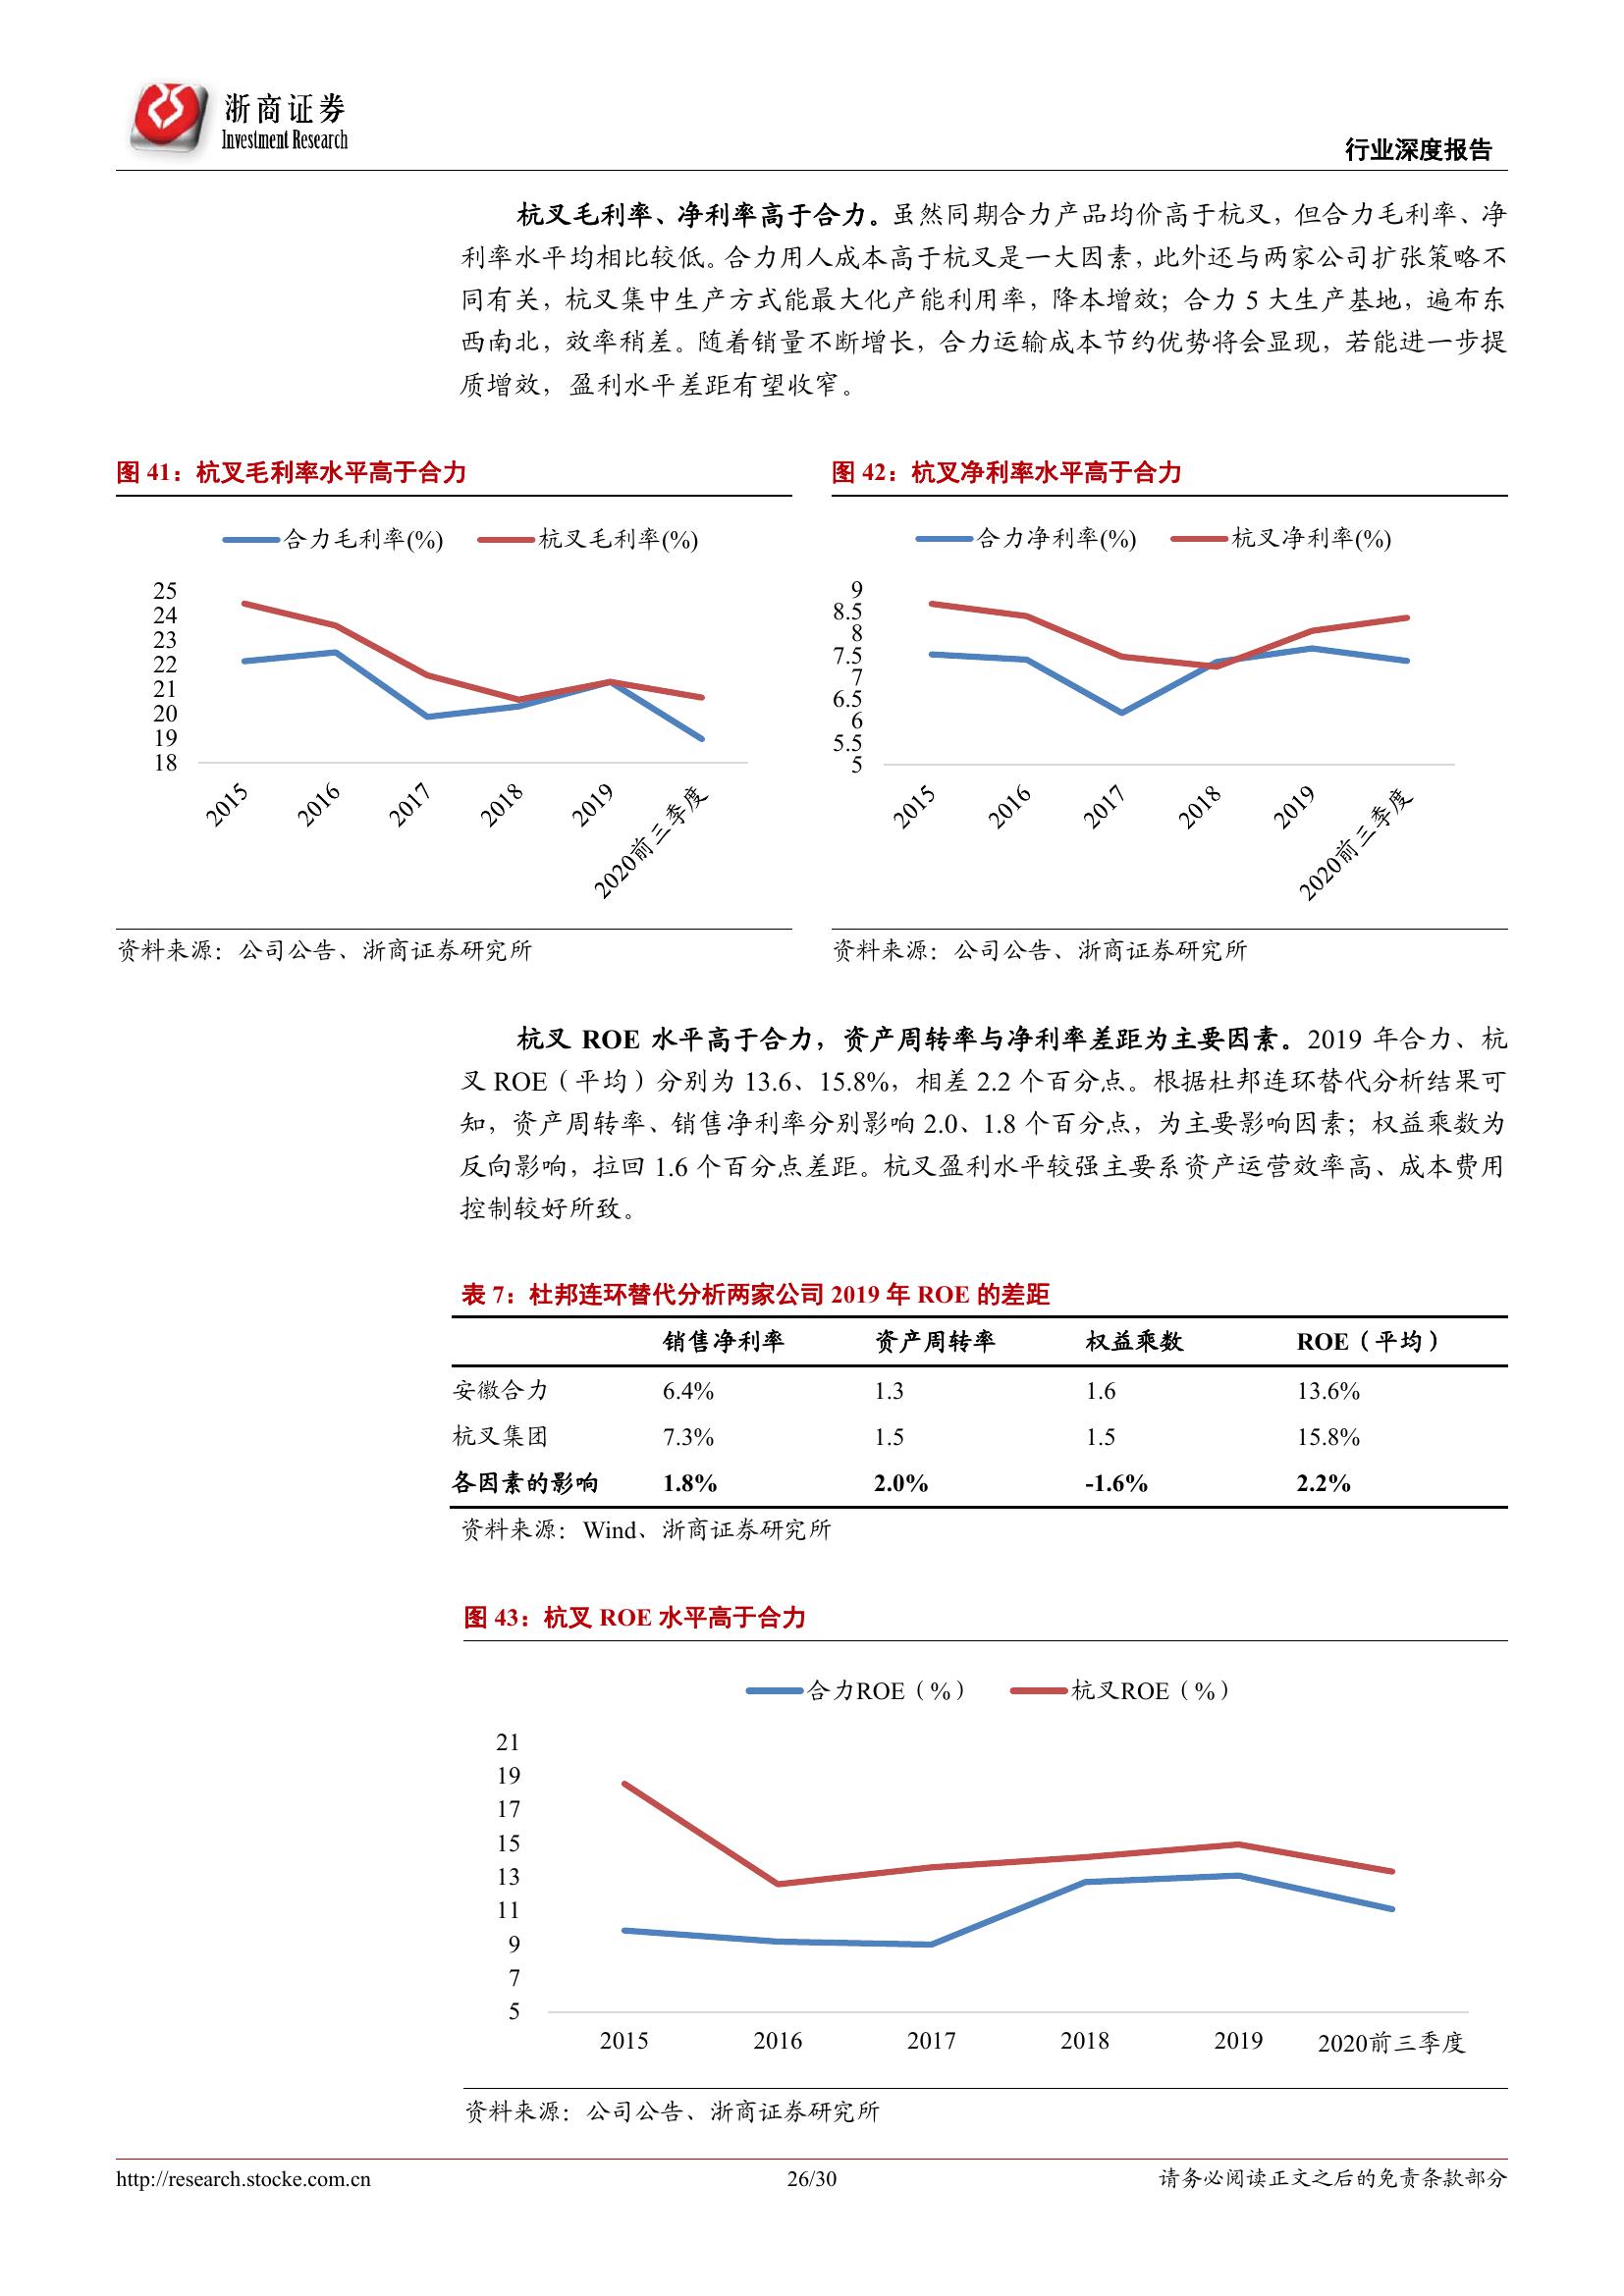 浙商证券
Investment Research
行业深度报告
杭叉毛利率、净利率高于合力。虽然同期合力产品均价高于杭叉，但合力毛利率、净
利率水平均相比较低。合力用人成本高于杭叉是一大因素，此外还与两家公司扩张策略不
同有关，杭叉集中生产方式能最大化产能利用率，降本增效；合力 5 大生产基地，遍布东
西南北，效率稍差。随着销量不断增长，合力运输成本节约优势将会显现，若能进一步提
质增效，盈利水平差距有望收窄。
图 41：杭叉毛利率水平高于合力
合力毛利率(%) 杭叉毛利率(%)
25
24
23
22
21
20
19
18
2015 2016 2017 2018 2019 2020前三季度
资料来源：公司公告、浙商证券研究所
图 42：杭叉净利率水平高于合力
合力净利率(%) 杭叉净利率(%)
9
8.5
8
7.5
7
6.5
6
5.5
5
2015 2016 2017 2018 2019 2020前三季度
资料来源：公司公告、浙商证券研究所
杭叉 ROE 水平高于合力，资产周转率与净利率差距为主要因素。2019 年合力、杭
叉 ROE（平均）分别为 13.6、15.8%，相差 2.2 个百分点。根据杜邦连环替代分析结果可
知，资产周转率、销售净利率分别影响 2.0、1.8 个百分点，为主要影响因素；权益乘数为
反向影响，拉回 1.6 个百分点差距。杭叉盈利水平较强主要系资产运营效率高、成本费用
控制较好所致。
表 7：杜邦连环替代分析两家公司 2019 年 ROE 的差距
销售净利率 资产周转率 权益乘数 ROE（平均）
安徽合力 6.4% 1.3 1.6 13.6%
杭叉集团 7.3% 1.5 1.5 15.8%
各因素的影响 1.8% 2.0% -1.6% 2.2%
资料来源：Wind、浙商证券研究所
图 43：杭叉 ROE 水平高于合力
合力ROE（%） 杭叉ROE（%）
21
19
17
15
13
11
9
7
5
2015 2016 2017 2018 2019 2020前三季度
资料来源：公司公告、浙商证券研究所
http://research.stocke.com.cn 26/30 请务必阅读正文之后的免责条款部分